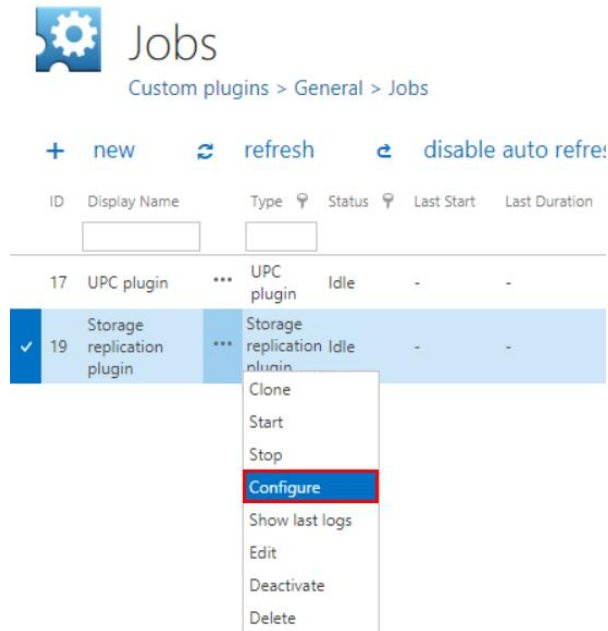 Jobs
Custom plugins > General > Jobs
+ new refresh disable auto refres
ID Display Name Type Status Last Start Last Duration
17 UPC plugin ... UPC plugin Idle - -
19 Storage replication plugin ... Storage replication plugin Idle - -
Clone
Start
Stop
Configure
Show last logs
Edit
Deactivate
Delete